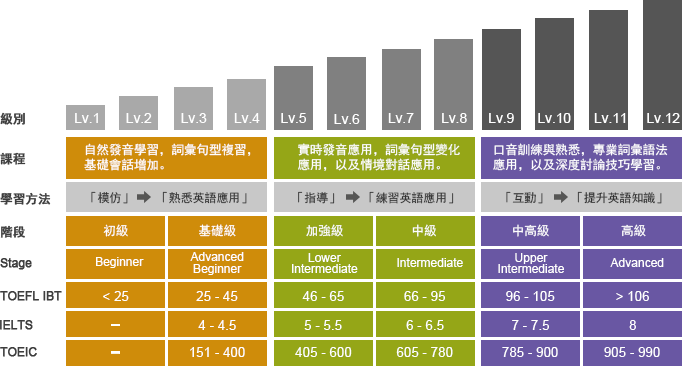 級別 Lv.1 Lv.2 Lv.3 Lv.4 Lv.5 Lv.6 Lv.7 Lv.8 Lv.9 Lv.10 Lv.11 Lv.12
課程
自然發音學習，詞彙句型複習，
基礎會話增加。
實時發音應用，詞彙句型變化
應用，以及情境對話應用。
口音訓練與熟悉，專業詞彙語法
應用，以及深度討論技巧學習。
學習方法 「模仿」 ➡ 「熟悉英語應用」 「指導」 ➡ 「練習英語應用」 「互動」 ➡ 「提升英語知識」
階段 初級 基礎級 加強級 中級 中高級 高級
Stage
Beginner
Advanced
Beginner
Lower
Intermediate
Intermediate
Upper
Intermediate
Advanced
TOEFL IBT < 25 25 - 45 46 - 65 66 - 95 96 - 105 > 106
IELTS – 4 - 4.5 5 - 5.5 6 - 6.5 7 - 7.5 8
TOEIC – 151 - 400 405 - 600 605 - 780 785 - 900 905 - 990